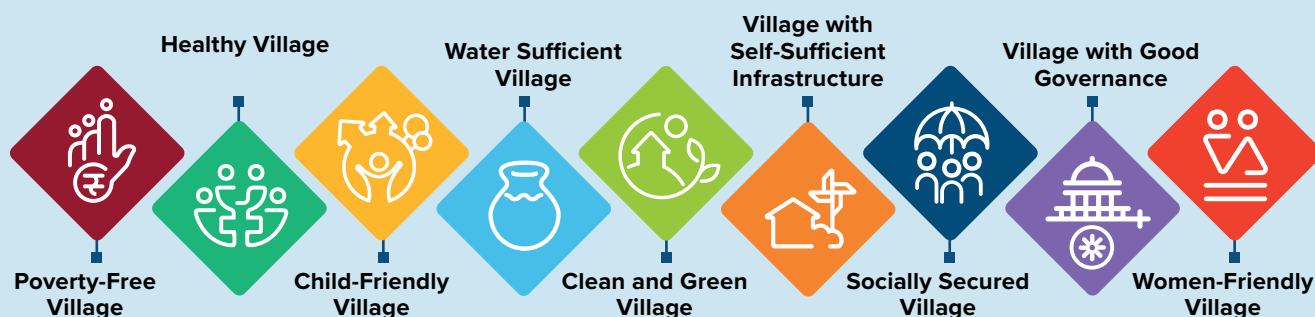 Healthy Village
Water Sufficient
Village
Village with
Self-Sufficient
Infrastructure
Village with Good
Governance
Poverty-Free
Village
Child-Friendly
Village
Clean and Green
Village
Socially Secured
Village
Women-Friendly
Village